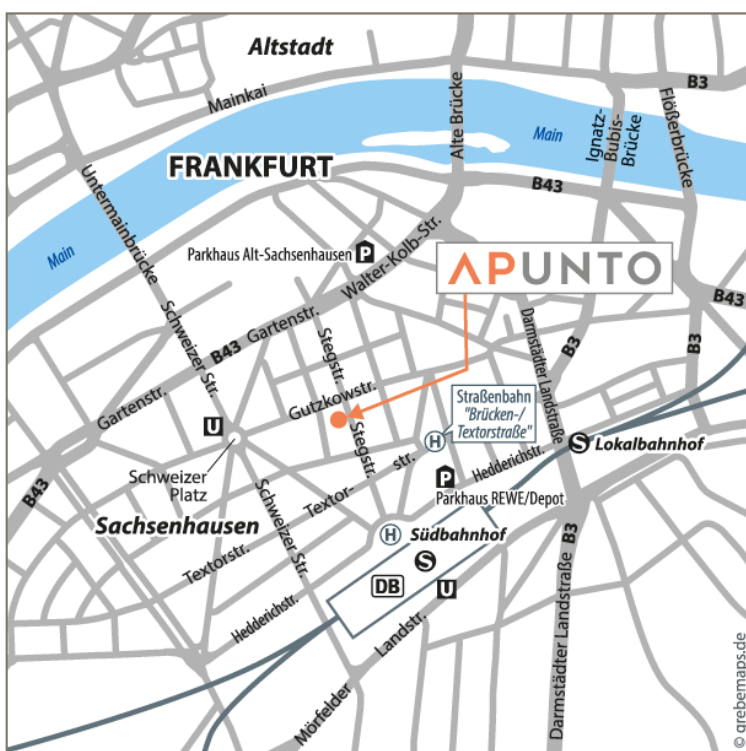 Altstadt
Mainkai
B3
Alte Brücke
Main
Ignatz-
Bubis-
Brücke
Flößerbrücke
FRANKFURT
B43
Untermainbrücke
Main
Parkhaus Alt-Sachsenhausen
P
Walter-Kolb-Str.
APUNTO
B43
Schweizer Str.
Gartenstr.
B43
Stegstr.
Darmstädter Landstraße
B3
Gartenstr.
Gutzkowstr.
Straßenbahn
"Brücken-/
Textorstraße"
H
U
Stegstr.
S
Lokalbahnhof
Schweizer
Platz
Textor-
str.
Hedderichstr.
P
Parkhaus REWE/Depot
B43
Sachsenhausen
Schweizer Str.
H
Südbahnhof
B3
Textorstr.
S
DB
U
Hedderichstr.
Mörfelder
Landstr.
Darmstädter Landstraße
© grebemaps.de